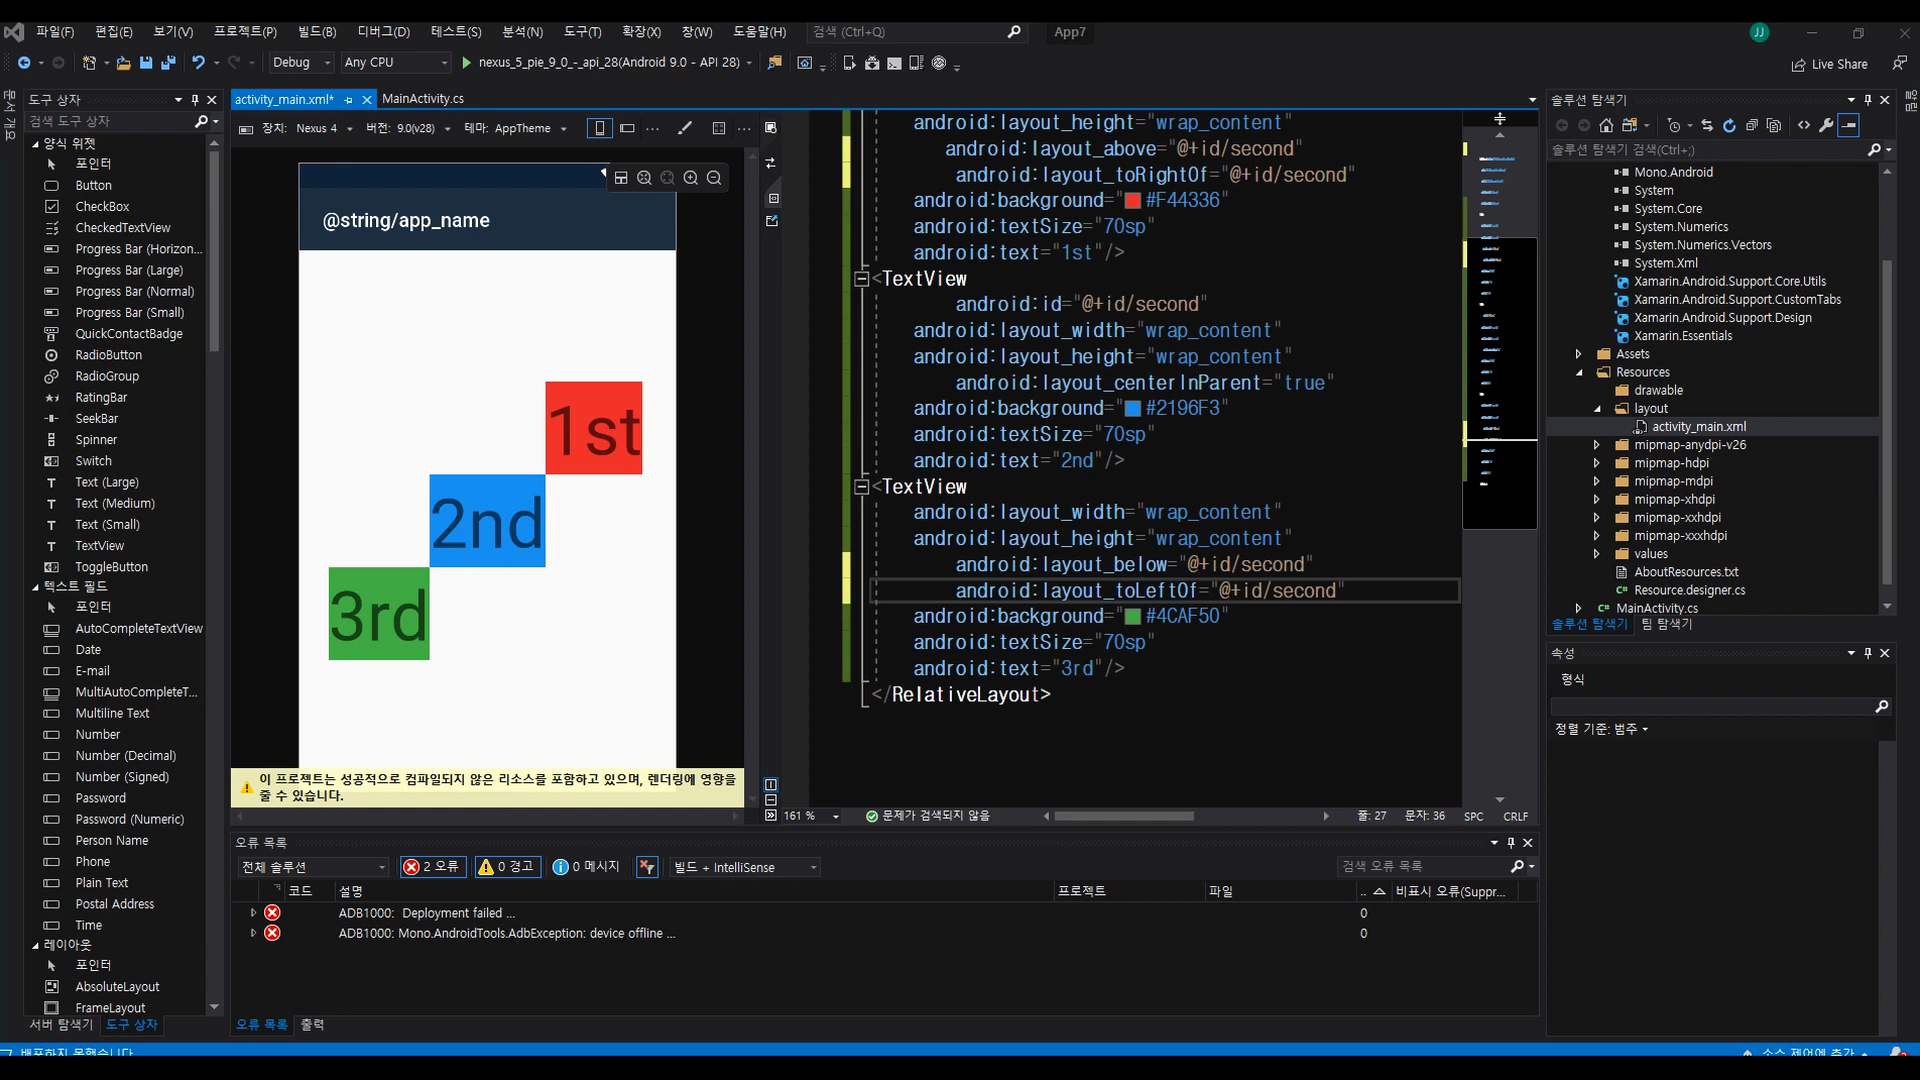 파일(F) 편집(E) 보기(V) 프로젝트(P) 빌드(B) 디버그(D) 테스트(S) 분석(N) 도구(T) 확장(X) 창(W) 도움말(H) 검색 (Ctrl+Q) App7 JJ
Debug Any CPU nexus_5_pie_9_0_-_api_28(Android 9.0 - API 28) Live Share
도구 상자
검색 도구 상자
양식 위젯
포인터
Button
CheckBox
CheckedTextView
Progress Bar (Horizon...
Progress Bar (Large)
Progress Bar (Normal)
Progress Bar (Small)
QuickContactBadge
RadioButton
RadioGroup
RatingBar
SeekBar
Spinner
Switch
Text (Large)
Text (Medium)
Text (Small)
TextView
ToggleButton
텍스트 필드
포인터
AutoCompleteTextView
Date
E-mail
MultiAutoCompleteT...
Multiline Text
Number
Number (Decimal)
Number (Signed)
Password
Password (Numeric)
Person Name
Phone
Plain Text
Postal Address
Time
레이아웃
포인터
AbsoluteLayout
FrameLayout
서버 탐색기 도구 상자
activity_main.xml* MainActivity.cs
장치: Nexus 4 버전: 9.0(v28) 테마: AppTheme
@string/app_name
1st
2nd
3rd
이 프로젝트는 성공적으로 컴파일되지 않은 리소스를 포함하고 있으며, 렌더링에 영향을
줄 수 있습니다.
android:layout_height="wrap_content"
android:layout_above="@+id/second"
android:layout_toRightOf="@+id/second"
android:background="#F44336"
android:textSize="70sp"
android:text="1st"/>
<TextView
android:id="@+id/second"
android:layout_width="wrap_content"
android:layout_height="wrap_content"
android:layout_centerInParent="true"
android:background="#2196F3"
android:textSize="70sp"
android:text="2nd"/>
<TextView
android:layout_width="wrap_content"
android:layout_height="wrap_content"
android:layout_below="@+id/second"
android:layout_toLeftOf="@+id/second"
android:background="#4CAF50"
android:textSize="70sp"
android:text="3rd"/>
</RelativeLayout>
161 % 문제가 검색되지 않음 줄: 27 문자: 36 SPC CRLF
오류 목록
전체 솔루션 2 오류 0 경고 0 메시지 빌드 + IntelliSense 검색 오류 목록
코드 설명 프로젝트 파일 .. 비표시 오류(Suppr...
ADB1000: Deployment failed ... 0
ADB1000: Mono.AndroidTools.AdbException: device offline ... 0
오류 목록 출력
솔루션 탐색기
솔루션 탐색기 검색(Ctrl+;)
Mono.Android
System
System.Core
System.Numerics
System.Numerics.Vectors
System.Xml
Xamarin.Android.Support.Core.Utils
Xamarin.Android.Support.CustomTabs
Xamarin.Android.Support.Design
Xamarin.Essentials
Assets
Resources
drawable
layout
activity_main.xml
mipmap-anydpi-v26
mipmap-hdpi
mipmap-mdpi
mipmap-xhdpi
mipmap-xxhdpi
mipmap-xxxhdpi
values
AboutResources.txt
Resource.designer.cs
MainActivity.cs
솔루션 탐색기 팀 탐색기
속성
형식
정렬 기준: 범주
배포하지 못했습니다
소스 제어에 추가